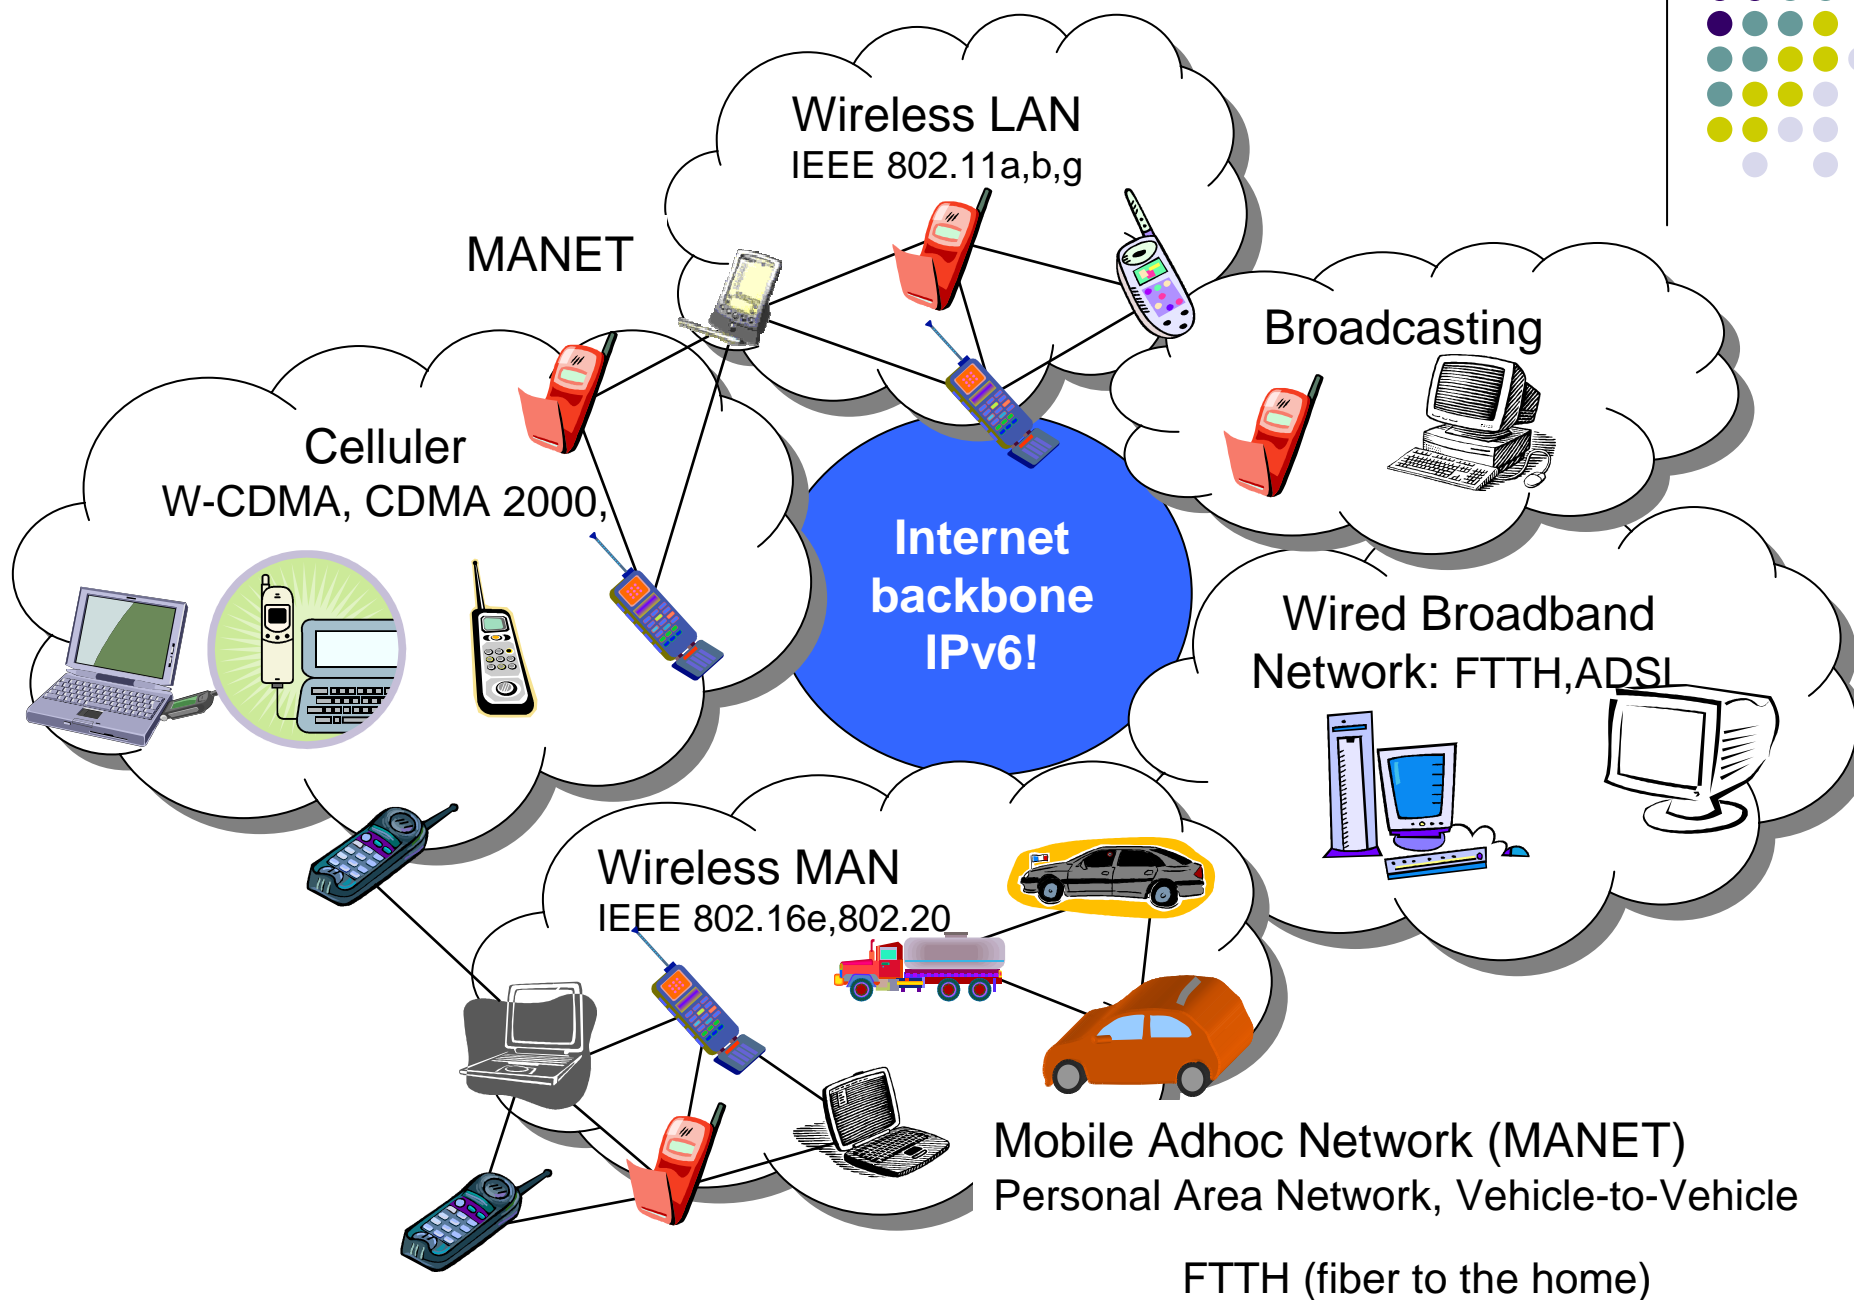 Wireless LAN
IEEE 802.11a,b,g
MANET
Broadcasting
Celluler
W-CDMA, CDMA 2000,
Internet
backbone
IPv6!
Wired Broadband
Network: FTTH,ADSL
Wireless MAN
IEEE 802.16e,802.20
Mobile Adhoc Network (MANET)
Personal Area Network, Vehicle-to-Vehicle
FTTH (fiber to the home)